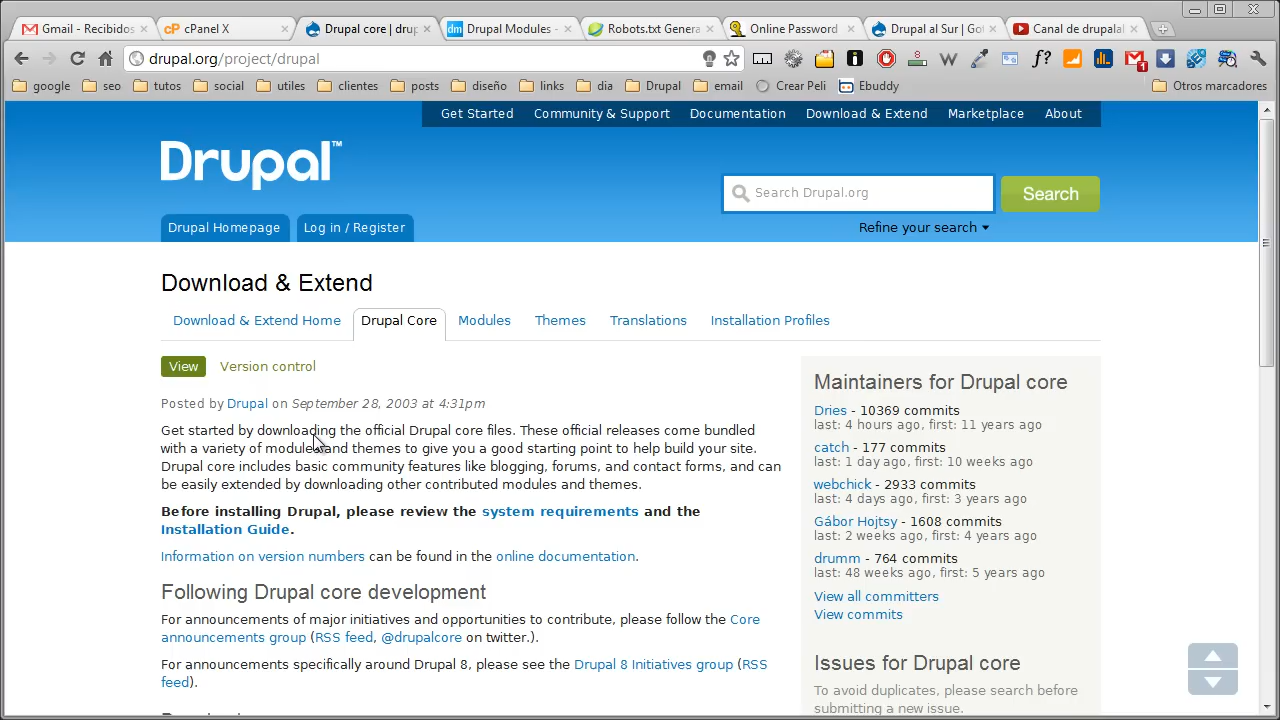 Gmail - Recibidos
cPanel X
Drupal core | drup
Drupal Modules -
Robots.txt Genera
Online Password
Drupal al Sur | Got
Canal de drupalal
drupal.org/project/drupal
f?
1
google
seo
tutos
social
utiles
clientes
posts
diseño
links
dia
Drupal
email
Crear Peli
Ebuddy
Otros marcadores
Get Started
Community & Support
Documentation
Download & Extend
Marketplace
About
Drupal™
Search Drupal.org
Search
Drupal Homepage
Log in / Register
Refine your search
Download & Extend
Download & Extend Home
Drupal Core
Modules
Themes
Translations
Installation Profiles
View
Version control
Posted by Drupal on September 28, 2003 at 4:31pm
Get started by downloading the official Drupal core files. These official releases come bundled
with a variety of modules and themes to give you a good starting point to help build your site.
Drupal core includes basic community features like blogging, forums, and contact forms, and can
be easily extended by downloading other contributed modules and themes.
Before installing Drupal, please review the system requirements and the
Installation Guide.
Information on version numbers can be found in the online documentation.
Following Drupal core development
For announcements of major initiatives and opportunities to contribute, please follow the Core
announcements group (RSS feed, @drupalcore on twitter.).
For announcements specifically around Drupal 8, please see the Drupal 8 Initiatives group (RSS
feed).
Maintainers for Drupal core
Dries - 10369 commits
last: 4 hours ago, first: 11 years ago
catch - 177 commits
last: 1 day ago, first: 10 weeks ago
webchick - 2933 commits
last: 4 days ago, first: 3 years ago
Gábor Hojtsy - 1608 commits
last: 2 weeks ago, first: 4 years ago
drumm - 764 commits
last: 48 weeks ago, first: 5 years ago
View all committers
View commits
Issues for Drupal core
To avoid duplicates, please search before
submitting a new issue.